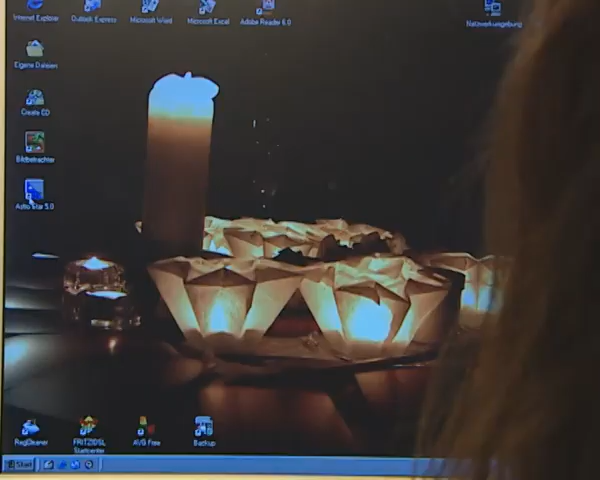 Internet Explorer
Outlook Express
Microsoft Word
Microsoft Excel
Adobe Reader 6.0
Netzwerkumgebung
Eigene Dateien
Create CD
Bildbetrachter
Astro Star 5.0
RegCleaner
FRITZ!DSL
Startcenter
AVG Free
Backup
Start